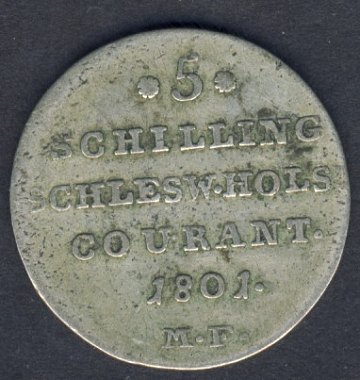 * 5 *
SCHILLING
SCHLESW.HOLS
COURANT.
1801.
M.F.